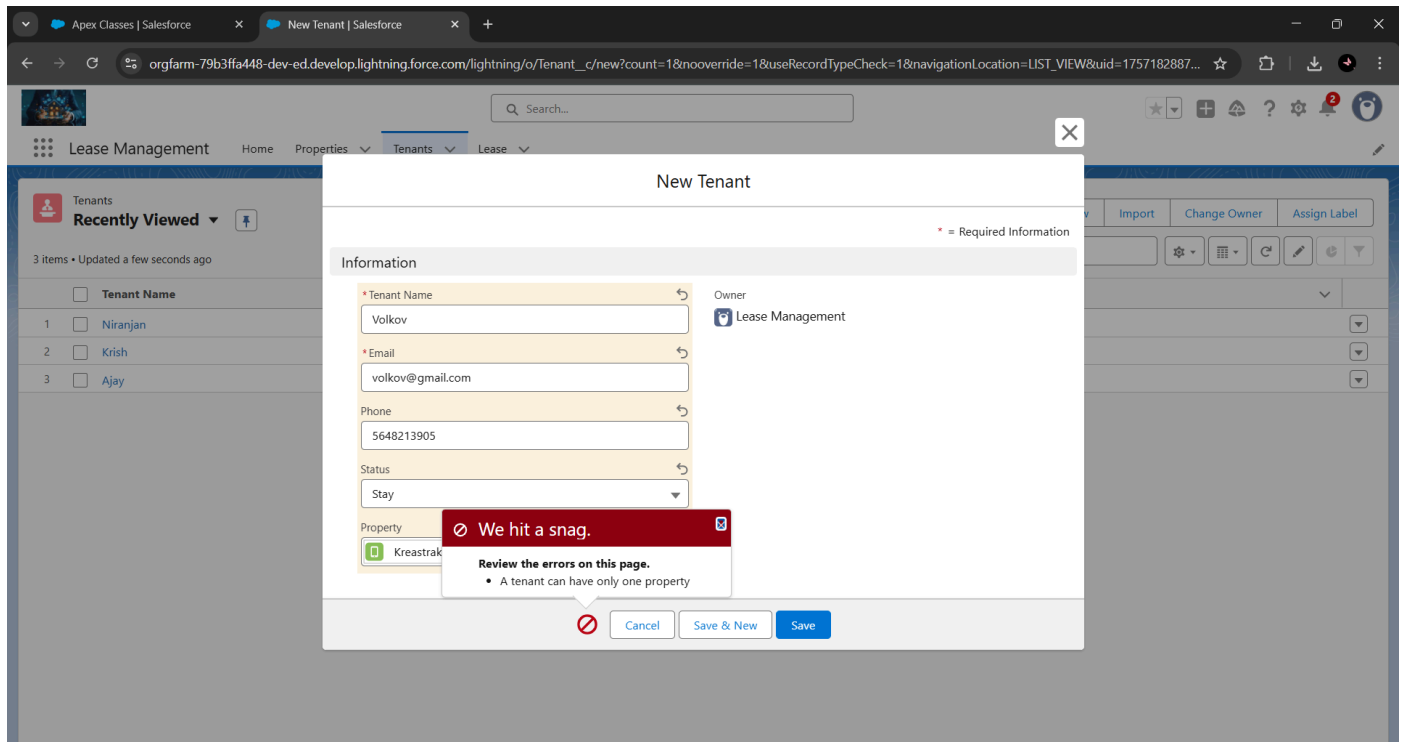 Apex Classes | Salesforce
New Tenant | Salesforce
orgfarm-79b3ffa448-dev-ed.develop.lightning.force.com/lightning/o/Tenant__c/new?count=1&nooverride=1&useRecordTypeCheck=1&navigationLocation=LIST_VIEW&uid=1757182887...
Search...
2
Lease Management
Home
Properties
Tenants
Lease
New Tenant
Tenants
Recently Viewed
Import
Change Owner
Assign Label
* = Required Information
3 items • Updated a few seconds ago
Information
Tenant Name
1 Niranjan
2 Krish
3 Ajay
*Tenant Name
Volkov
Owner
Lease Management
*Email
volkov@gmail.com
Phone
5648213905
Status
Stay
Property
Kreastrak
We hit a snag.
Review the errors on this page.
• A tenant can have only one property
Cancel
Save & New
Save